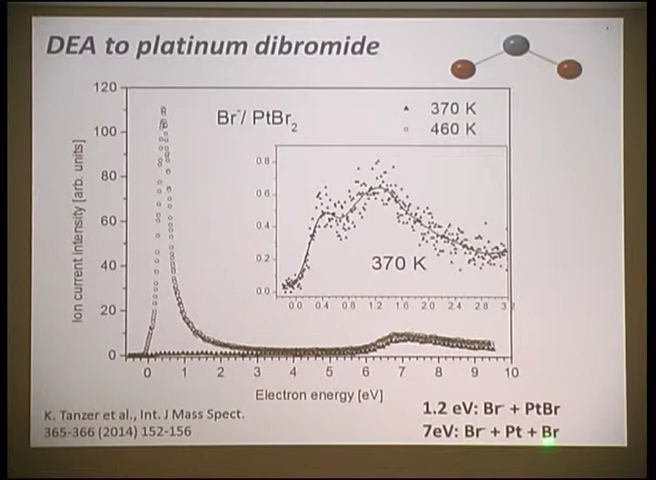 DEA to platinum dibromide
Br⁻/ PtBr₂
370 K
460 K
370 K
0.8
0.6
0.4
0.2
0.0
0.0 0.4 0.8 1.2 1.6 2.0 2.4 2.8 3.2
120
100
80
60
40
20
0
Ion current intensity [arb. units]
0 1 2 3 4 5 6 7 8 9 10
Electron energy [eV]
K. Tanzer et al., Int. J Mass Spect.
365-366 (2014) 152-156
1.2 eV: Br⁻ + PtBr
7eV: Br⁻ + Pt + Br